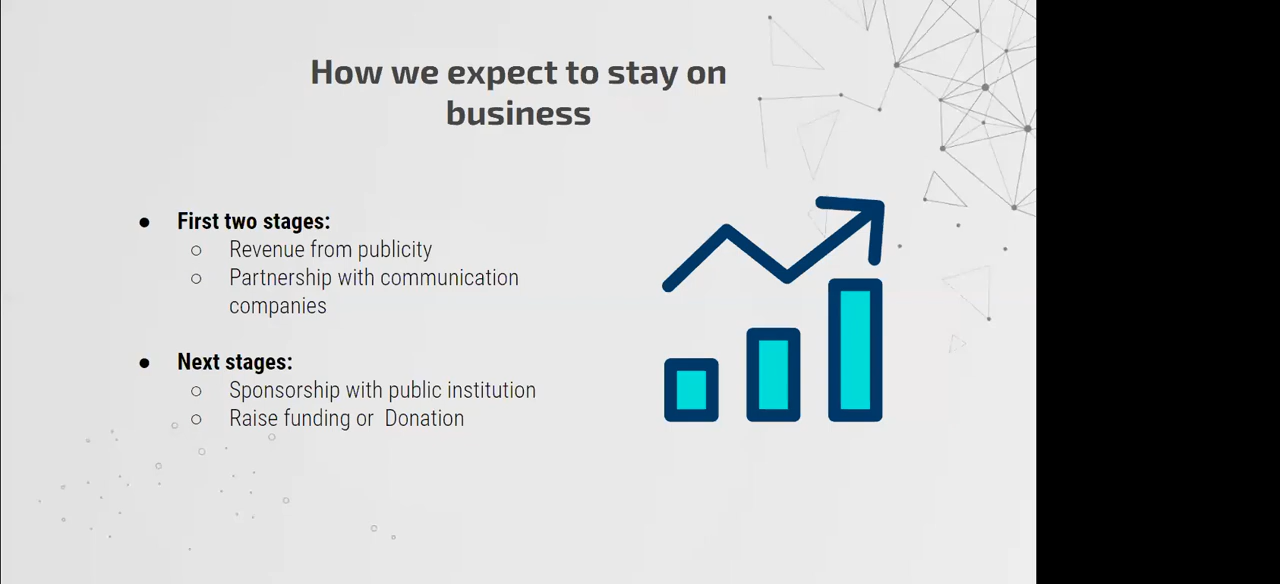 How we expect to stay on
business
● First two stages:
○ Revenue from publicity
○ Partnership with communication
companies
● Next stages:
○ Sponsorship with public institution
○ Raise funding or  Donation